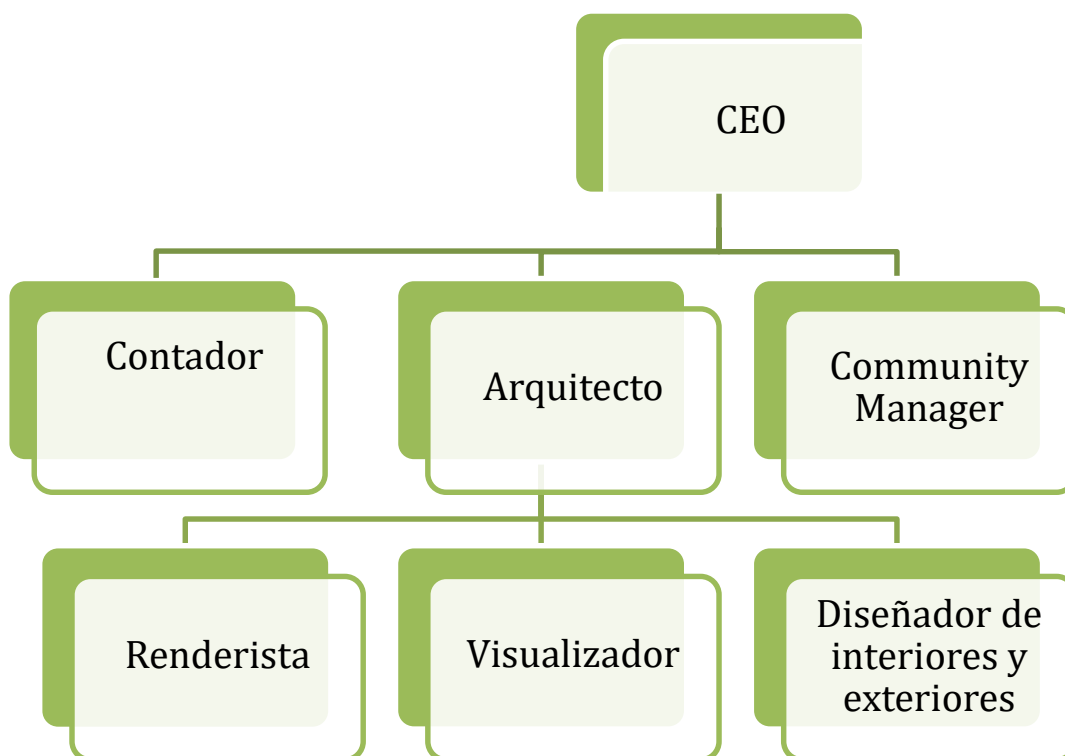 CEO
Contador
Arquitecto
Community
Manager
Renderista
Visualizador
Diseñador de
interiores y
exteriores